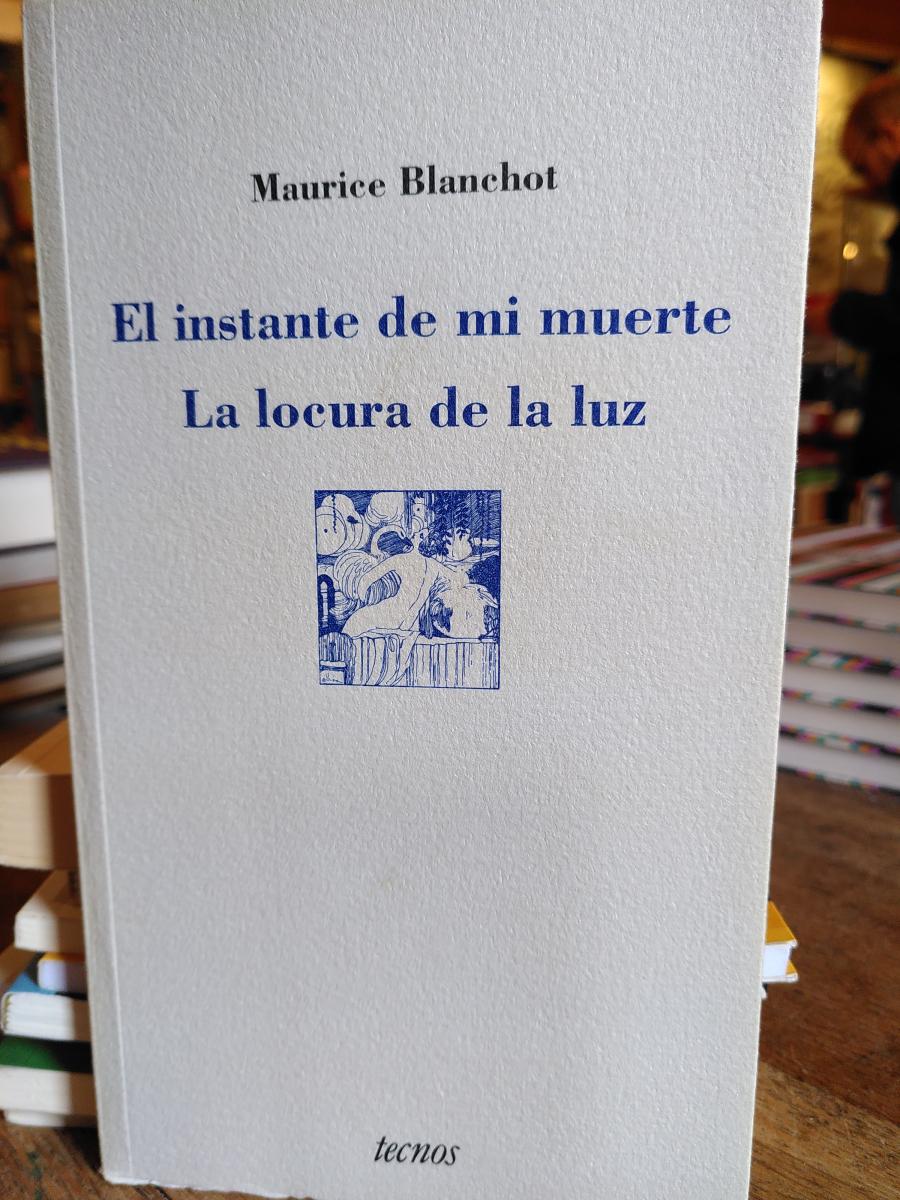 Maurice Blanchot
El instante de mi muerte
La locura de la luz
tecnos